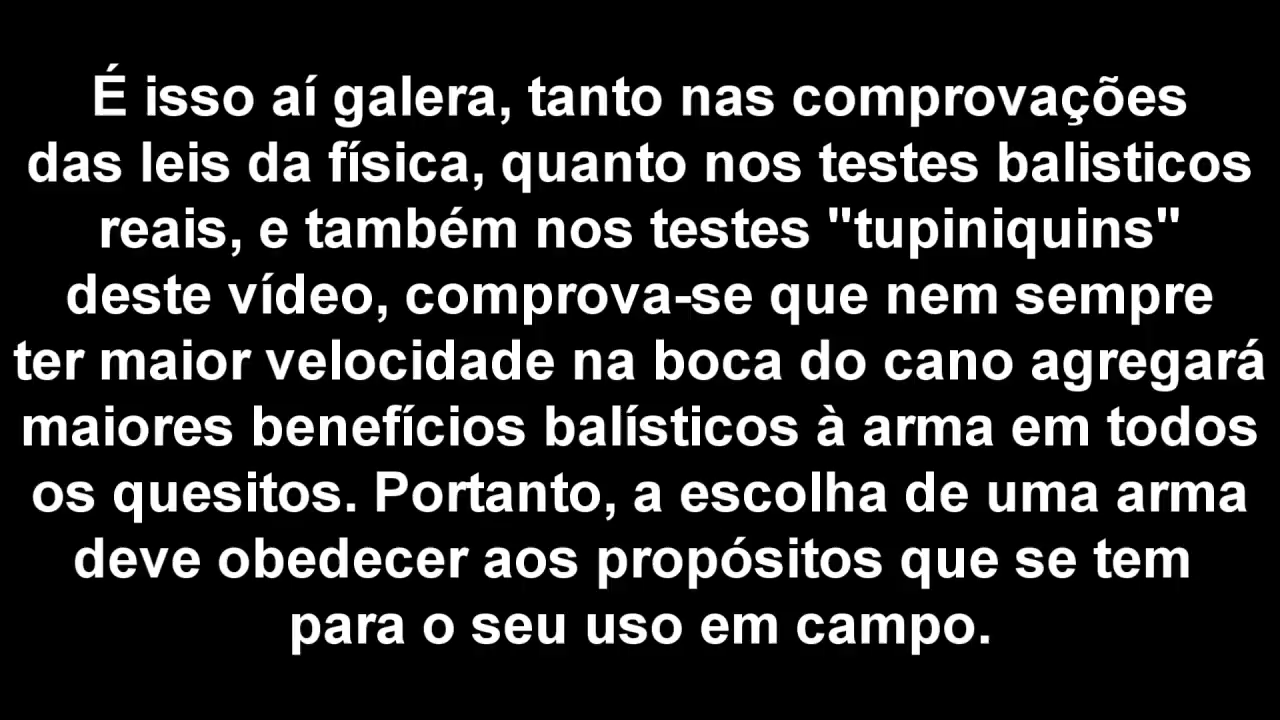 É isso aí galera, tanto nas comprovações
das leis da física, quanto nos testes balisticos
reais, e também nos testes "tupiniquins"
deste vídeo, comprova-se que nem sempre
ter maior velocidade na boca do cano agregará
maiores benefícios balísticos à arma em todos
os quesitos. Portanto, a escolha de uma arma
deve obedecer aos propósitos que se tem
para o seu uso em campo.